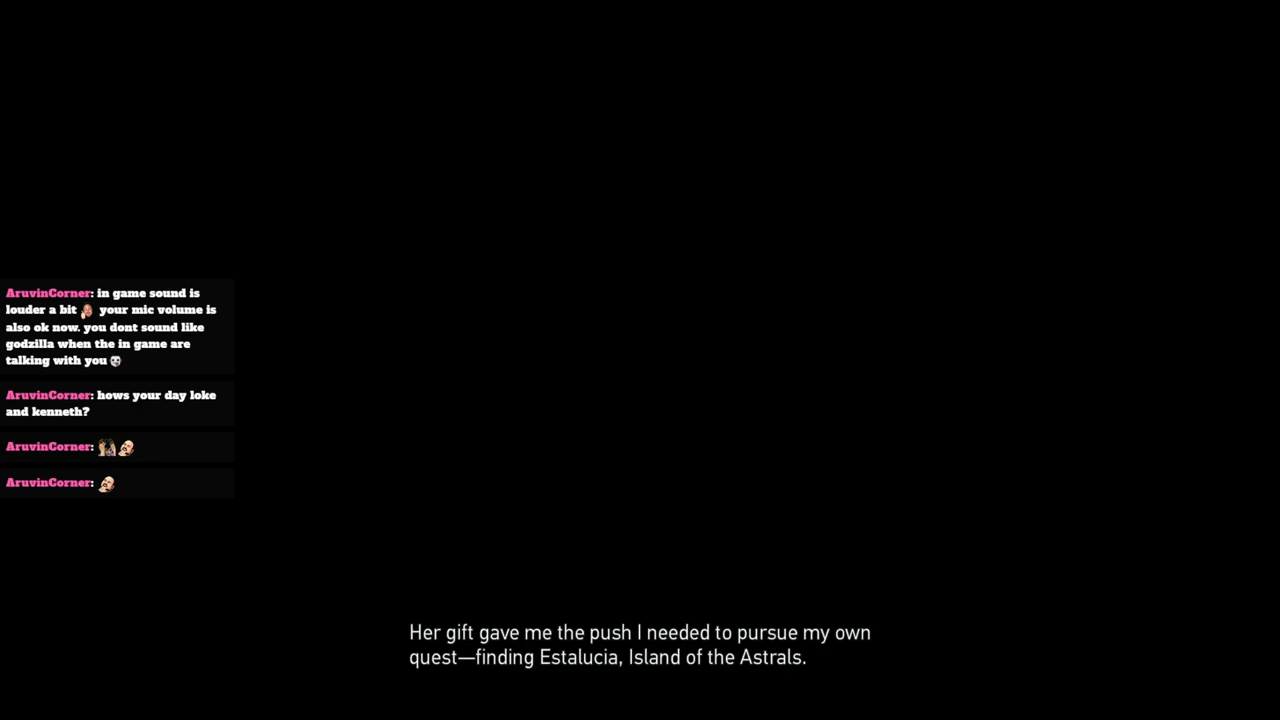 AruvinCorner: in game sound is
louder a bit your mic volume is
also ok now. you dont sound like
godzilla when the in game are
talking with you
AruvinCorner: hows your day loke
and kenneth?
AruvinCorner:
AruvinCorner:
Her gift gave me the push I needed to pursue my own
quest—finding Estalucia, Island of the Astrals.